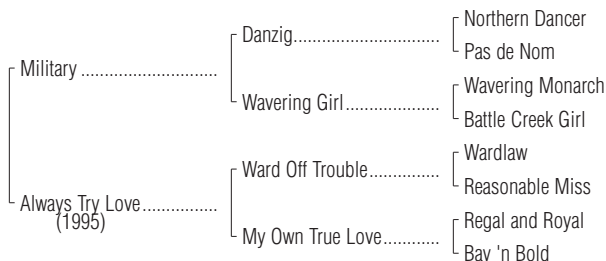 Northern Dancer
Danzig
Pas de Nom
Military
Wavering Monarch
Wavering Girl
Battle Creek Girl
Wardlaw
Ward Off Trouble
Reasonable Miss
Always Try Love
(1995)
Regal and Royal
My Own True Love
Bay 'n Bold